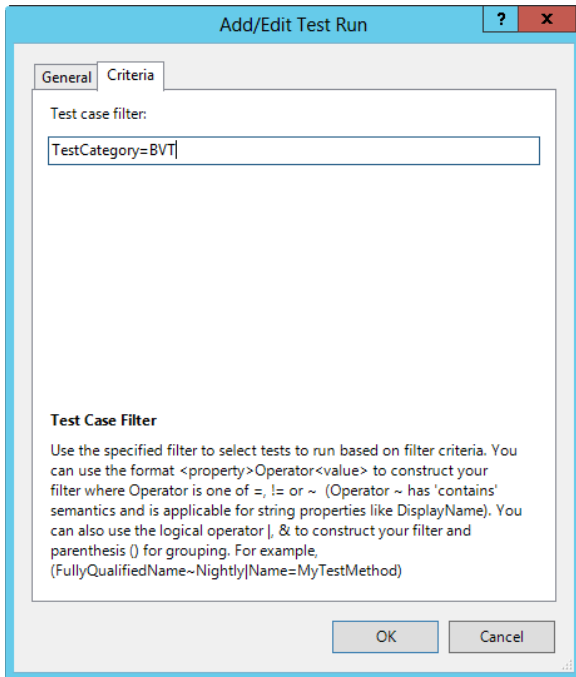 Add/Edit Test Run
?
x
General
Criteria
Test case filter:
TestCategory=BVT
Test Case Filter
Use the specified filter to select tests to run based on filter criteria. You
can use the format <property>Operator<value> to construct your
filter where Operator is one of =, != or ~ (Operator ~ has 'contains'
semantics and is applicable for string properties like DisplayName). You
can also use the logical operator |, & to construct your filter and
parenthesis () for grouping. For example,
(FullyQualifiedName~Nightly|Name=MyTestMethod)
OK
Cancel